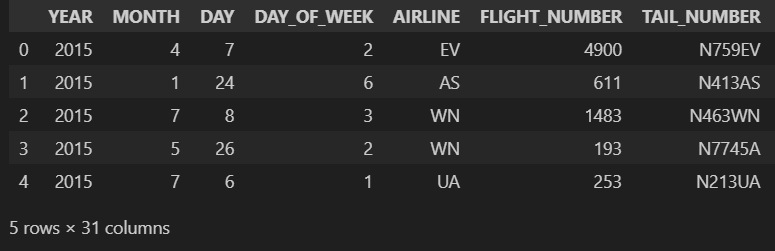 YEAR MONTH DAY DAY_OF_WEEK AIRLINE FLIGHT_NUMBER TAIL_NUMBER
0 2015 4 7 2 EV 4900 N759EV
1 2015 1 24 6 AS 611 N413AS
2 2015 7 8 3 WN 1483 N463WN
3 2015 5 26 2 WN 193 N7745A
4 2015 7 6 1 UA 253 N213UA
5 rows × 31 columns